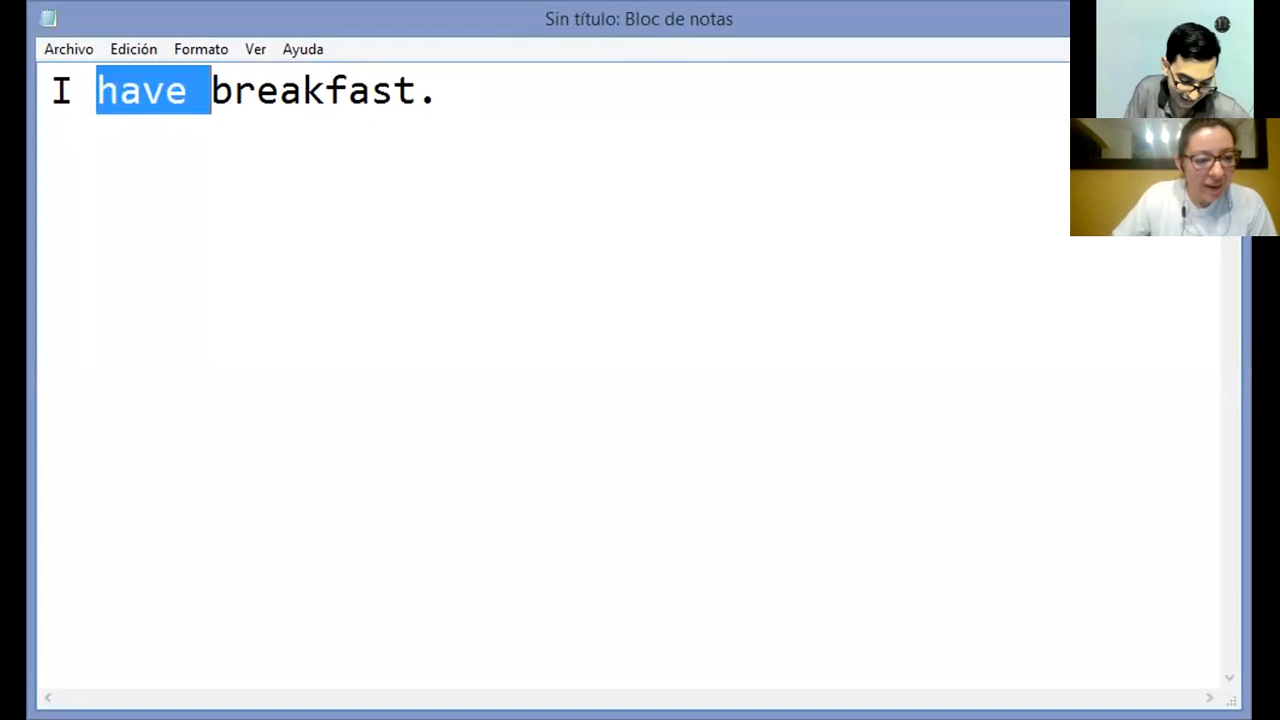 Sin título: Bloc de notas
Archivo Edición Formato Ver Ayuda
I have breakfast.